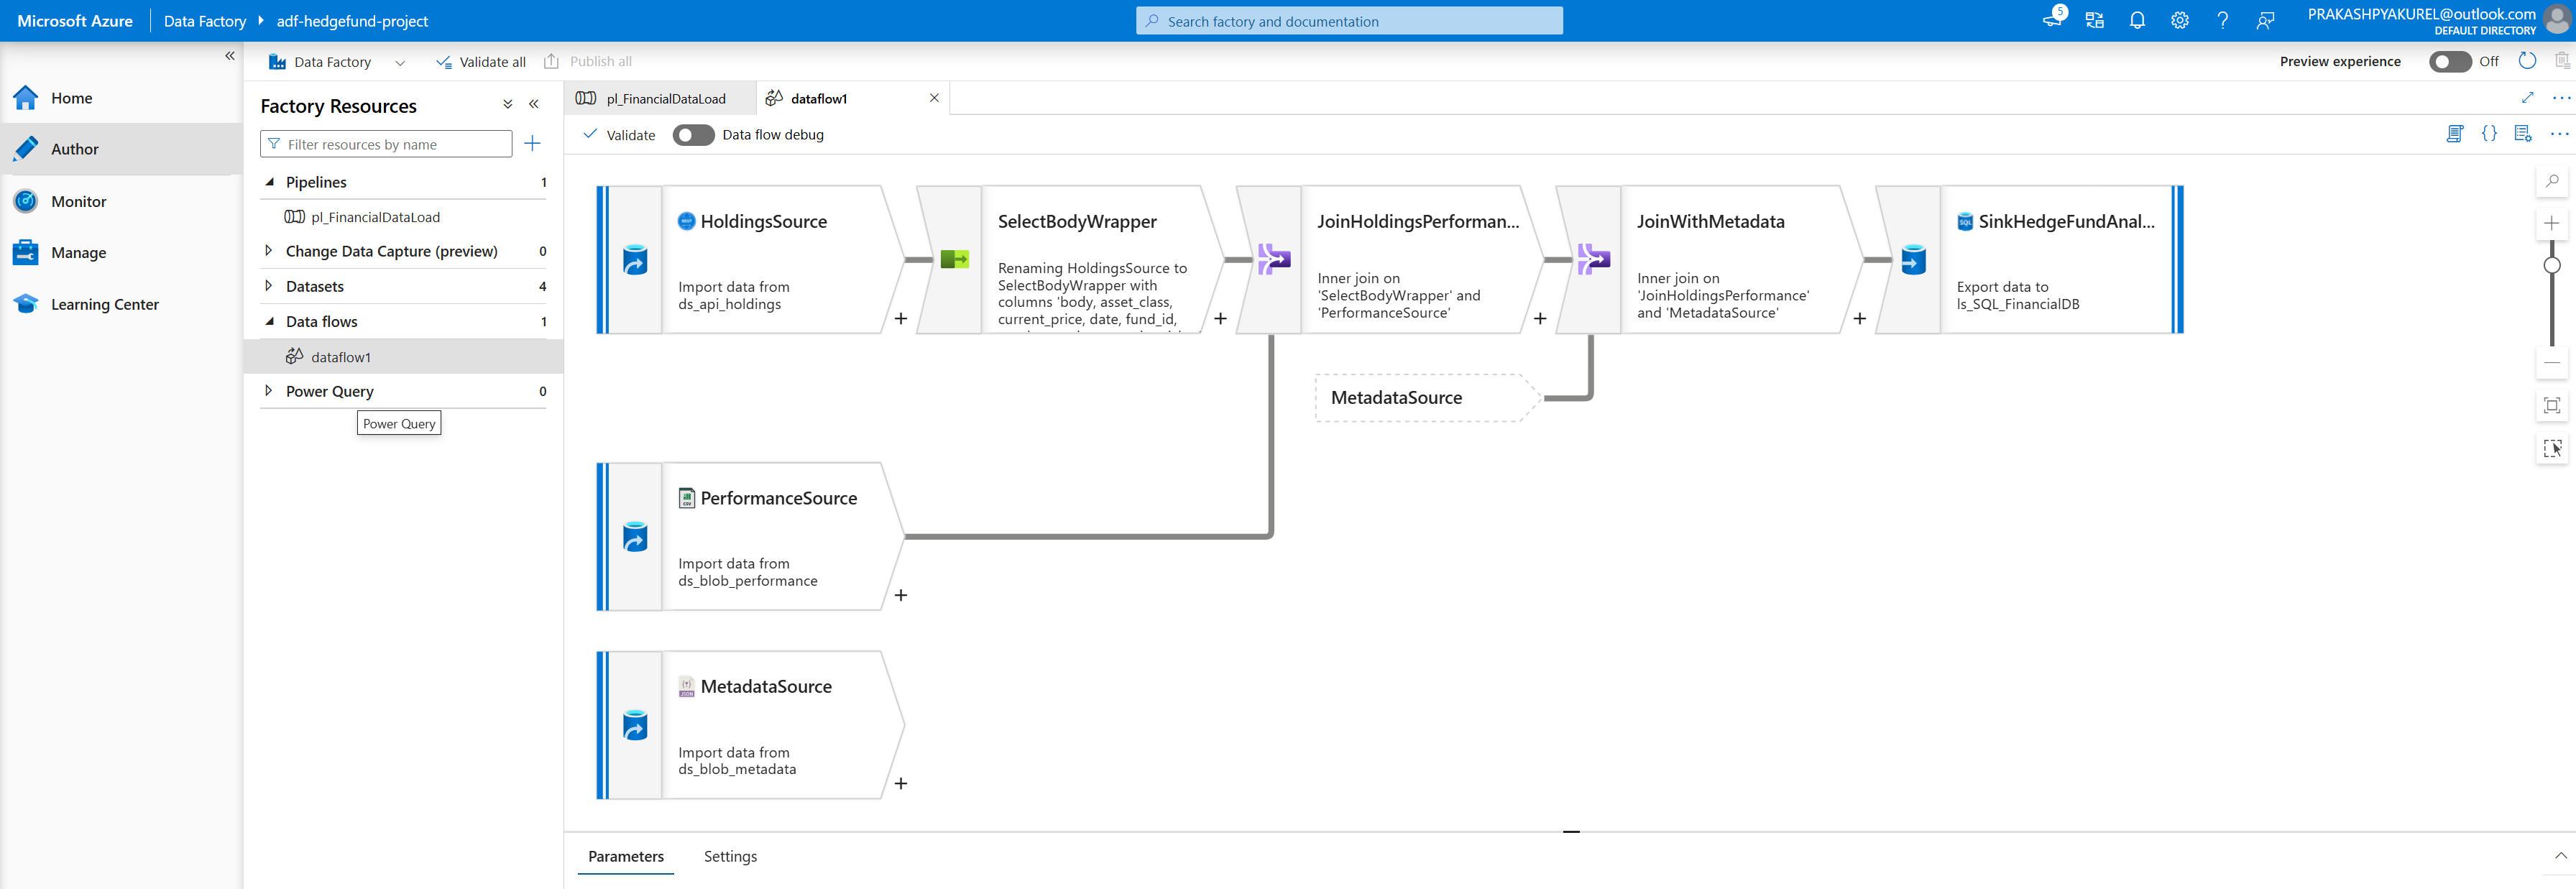 Microsoft Azure
Data Factory
adf-hedgefund-project
Search factory and documentation
5
PRAKASHPYAKUREL@outlook.com
DEFAULT DIRECTORY
Data Factory
Validate all
Publish all
Preview experience
Off
Home
Author
Monitor
Manage
Learning Center
Factory Resources
Filter resources by name
Pipelines 1
pl_FinancialDataLoad
Change Data Capture (preview) 0
Datasets 4
Data flows 1
dataflow1
Power Query 0
Power Query
pl_FinancialDataLoad
dataflow1
Validate
Data flow debug
HoldingsSource
Import data from
ds_api_holdings
SelectBodyWrapper
Renaming HoldingsSource to
SelectBodyWrapper with
columns 'body, asset_class,
current_price, date, fund_id,
JoinHoldingsPerforman...
Inner join on
'SelectBodyWrapper' and
'PerformanceSource'
JoinWithMetadata
Inner join on
'JoinHoldingsPerformance'
and 'MetadataSource'
SQL
SinkHedgeFundAnal...
Export data to
ls_SQL_FinancialDB
MetadataSource
PerformanceSource
Import data from
ds_blob_performance
MetadataSource
Import data from
ds_blob_metadata
Parameters
Settings